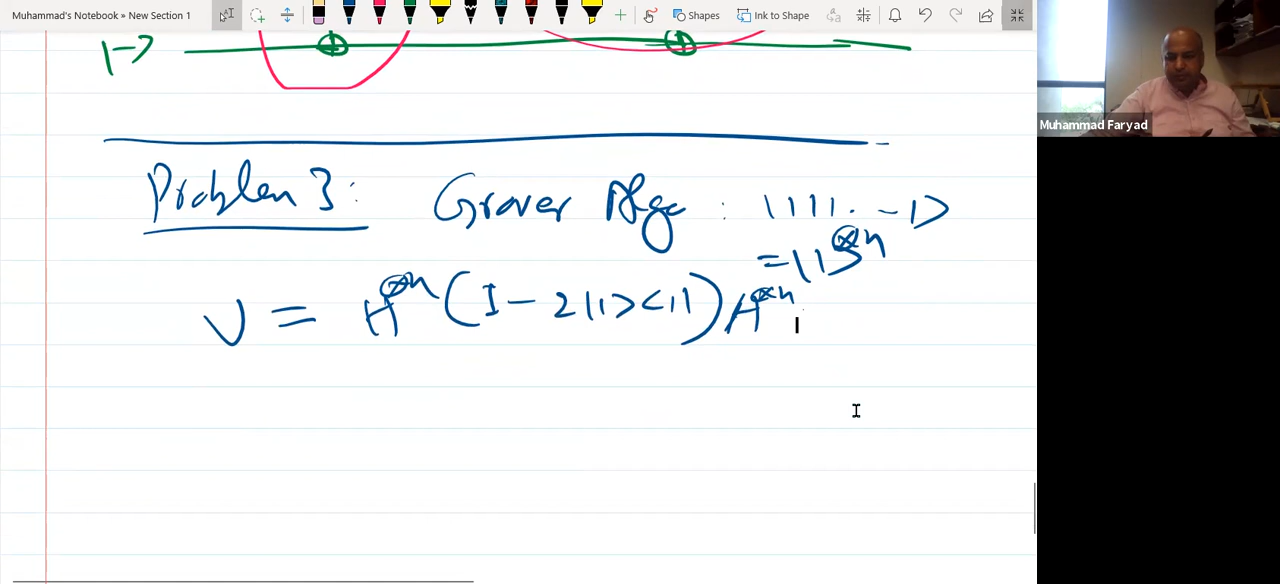 Muhammad's Notebook » New Section 1
Shapes
Ink to Shape
Muhammad Faryad
|->
Problem 3: Grover Algo : |111. - 1>
= |1>⊗n
V = H⊗n (I - 2|1><1|) H⊗n